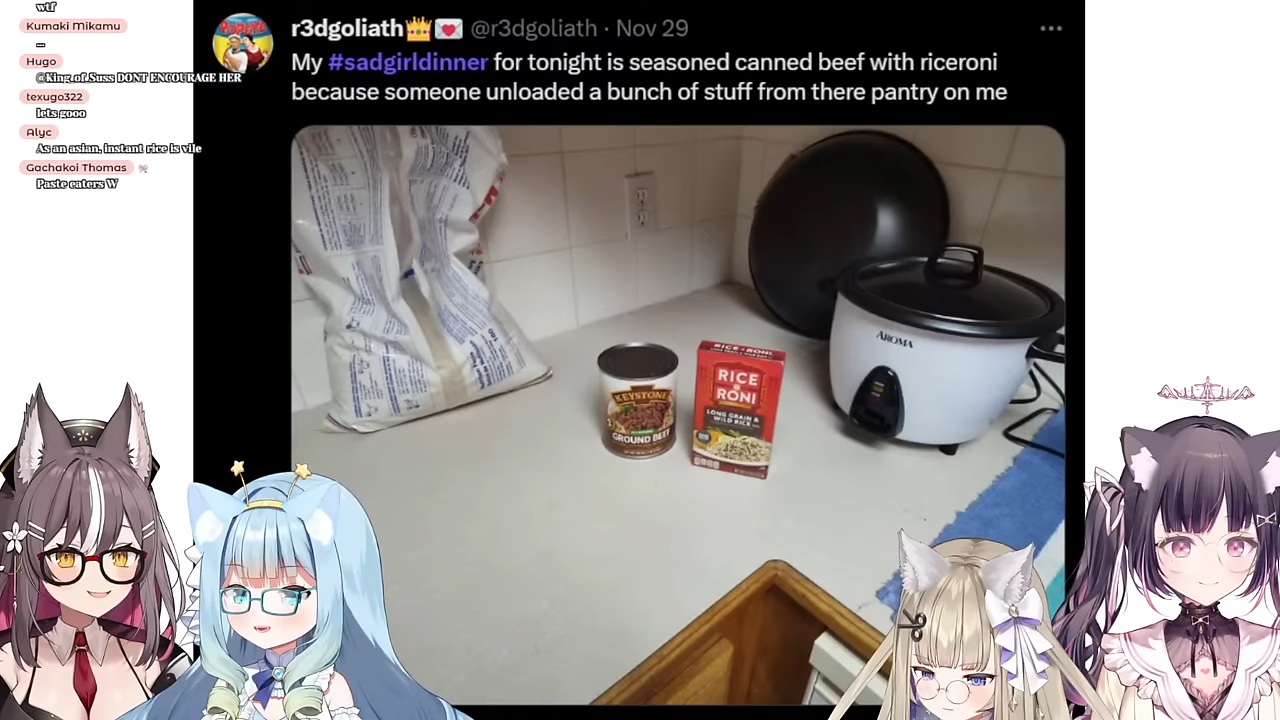 wtf
Kumaki Mikamu
...
Hugo
@King_of_Suss DONT ENCOURAGE HER
texugo322
lets gooo
Alyc
As an asian, instant rice is vile
Gachakoi Thomas
Paste eaters W
r3dgoliath👑💌 @r3dgoliath · Nov 29
My #sadgirldinner for tonight is seasoned canned beef with riceroni
because someone unloaded a bunch of stuff from there pantry on me
KEYSTONE
GROUND BEEF
RICE-A-RONI
RICE
A
RONI
LONG GRAIN &
WILD RICE
AROMA